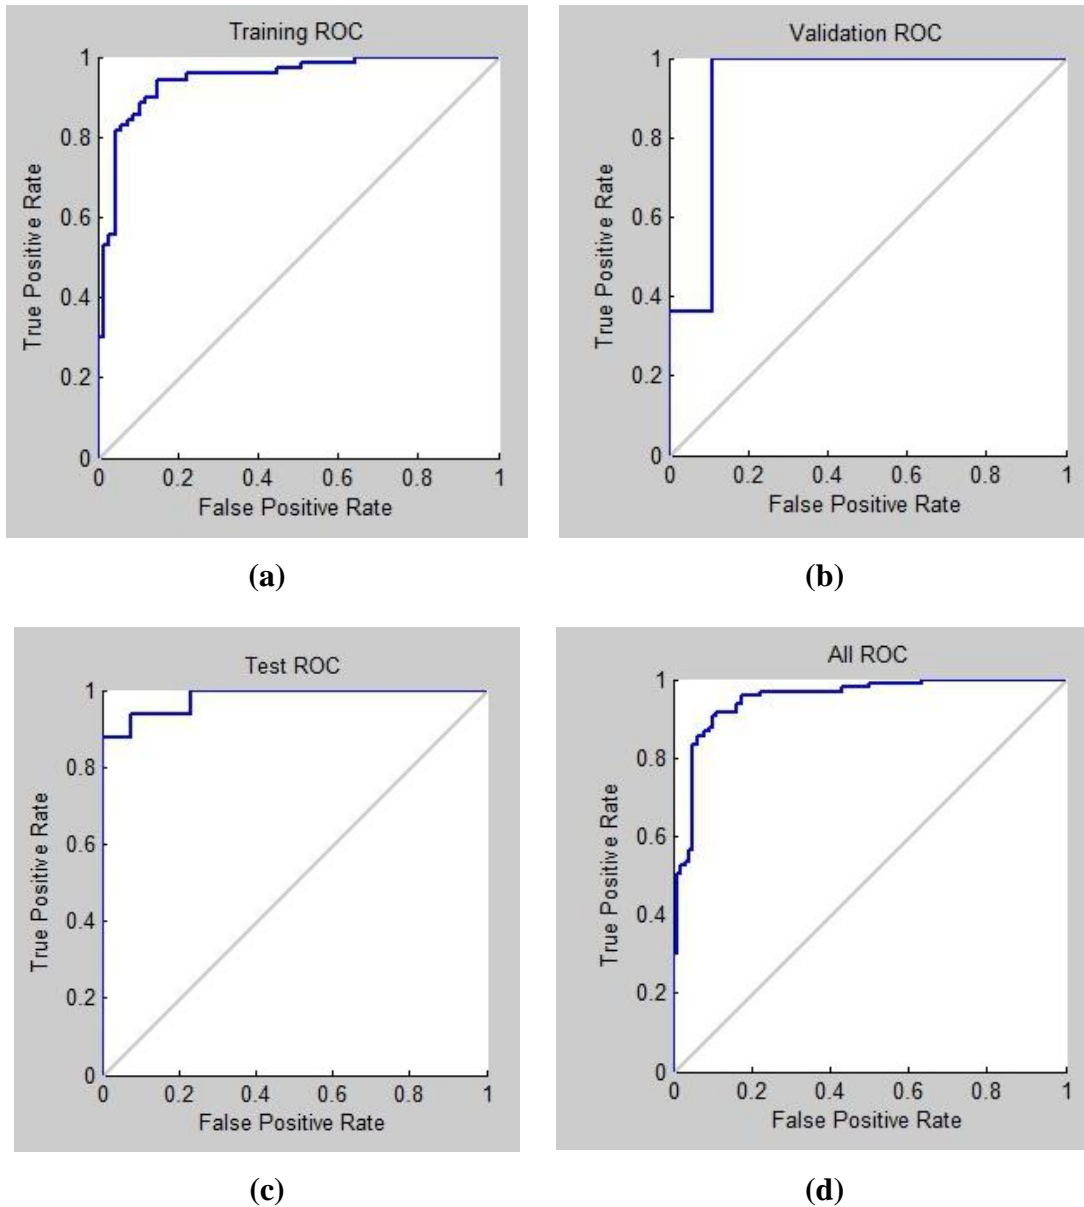 Training ROC
1
0.8
0.6
0.4
0.2
0
True Positive Rate
0 0.2 0.4 0.6 0.8 1
False Positive Rate
(a)
Validation ROC
1
0.8
0.6
0.4
0.2
0
True Positive Rate
0 0.2 0.4 0.6 0.8 1
False Positive Rate
(b)
Test ROC
1
0.8
0.6
0.4
0.2
0
True Positive Rate
0 0.2 0.4 0.6 0.8 1
False Positive Rate
(c)
All ROC
1
0.8
0.6
0.4
0.2
0
True Positive Rate
0 0.2 0.4 0.6 0.8 1
False Positive Rate
(d)